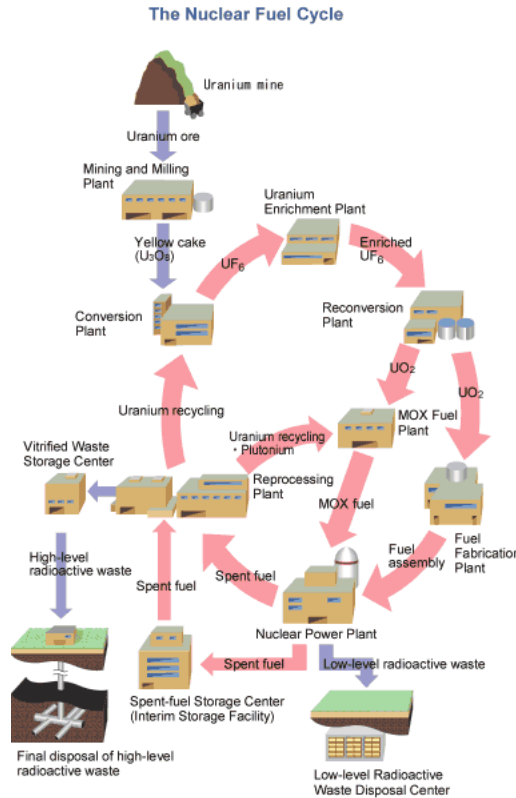 The Nuclear Fuel Cycle
Uranium mine
Uranium ore
Mining and Milling
Plant
Uranium
Enrichment Plant
Yellow cake
(U₃O₈)
UF₆
Enriched
UF₆
Conversion
Plant
Reconversion
Plant
UO₂
UO₂
Uranium recycling
Uranium recycling
・Plutonium
MOX Fuel
Plant
Vitrified Waste
Storage Center
Reprocessing
Plant
MOX fuel
Fuel
assembly
Fuel
Fabrication
Plant
High-level
radioactive waste
Spent fuel
Spent fuel
Nuclear Power Plant
Spent fuel
Low-level radioactive waste
Spent-fuel Storage Center
(Interim Storage Facility)
Final disposal of high-level
radioactive waste
Low-level Radioactive
Waste Disposal Center